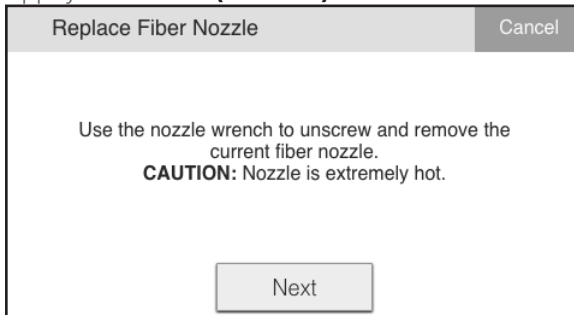 Replace Fiber Nozzle
Cancel
Use the nozzle wrench to unscrew and remove the
current fiber nozzle.
CAUTION: Nozzle is extremely hot.
Next